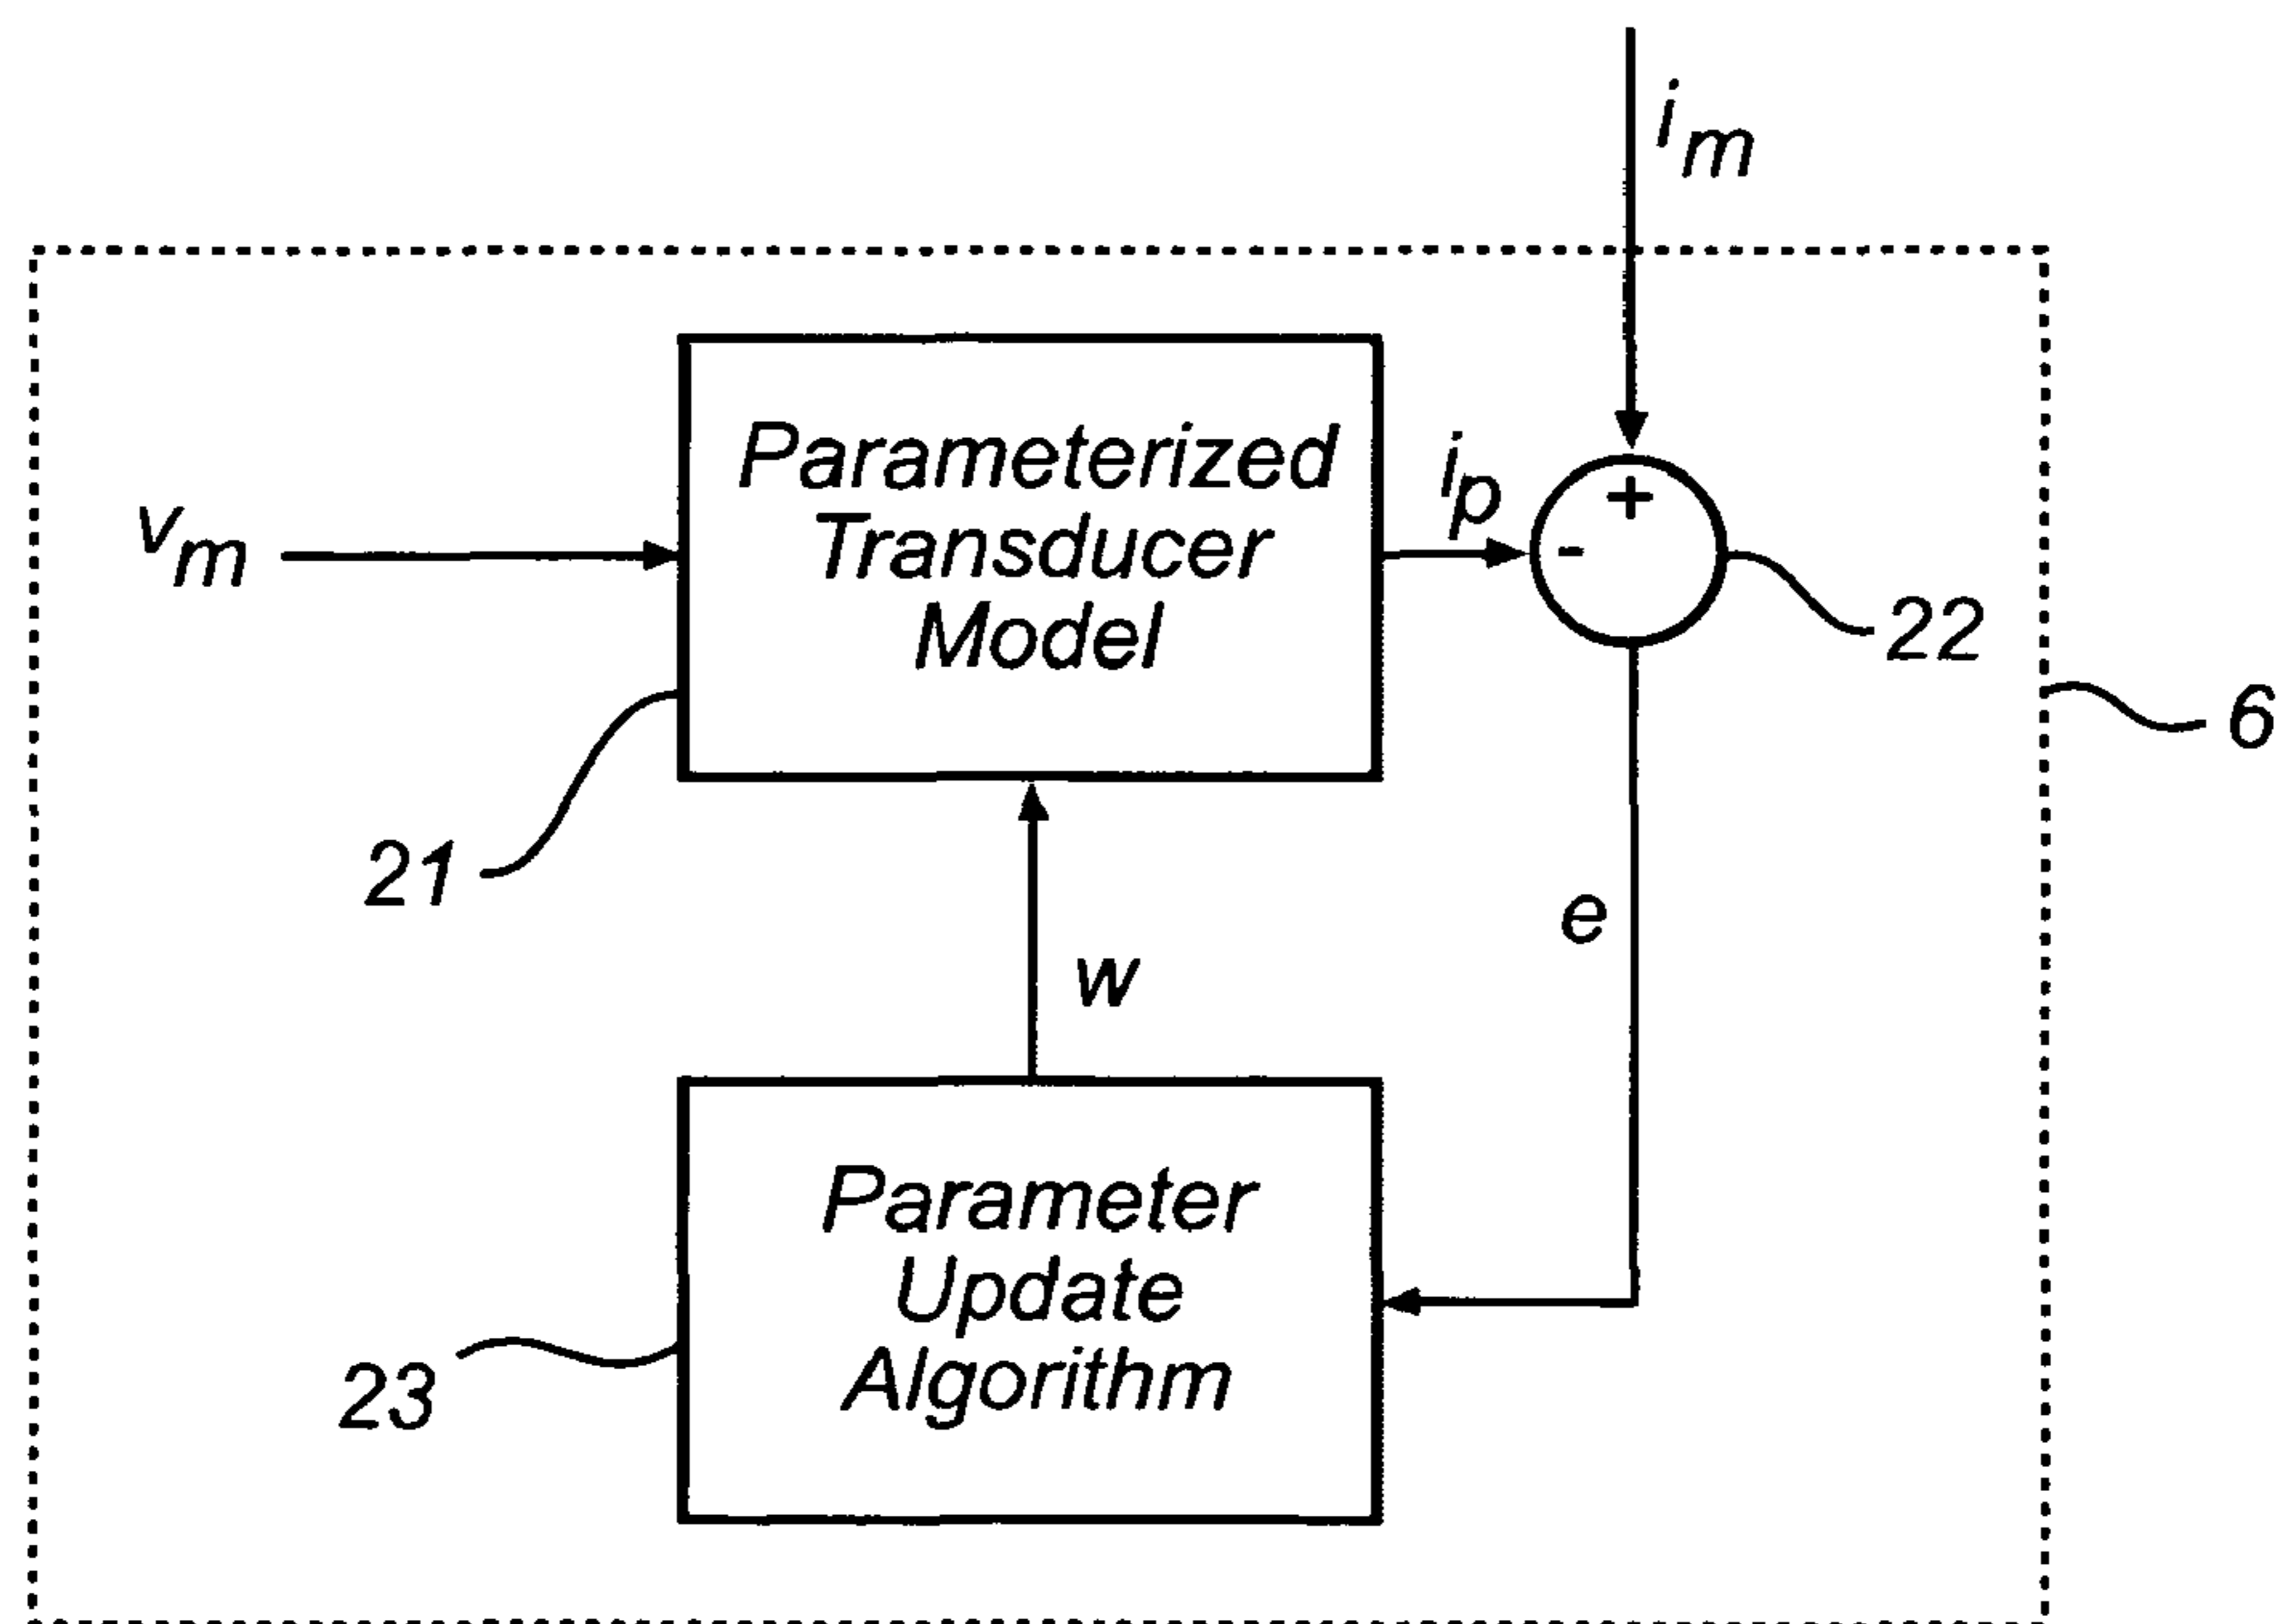 i_m
Parameterized
Transducer
Model
v_m
i_p
+
-
22
6
21
e
w
Parameter
Update
Algorithm
23